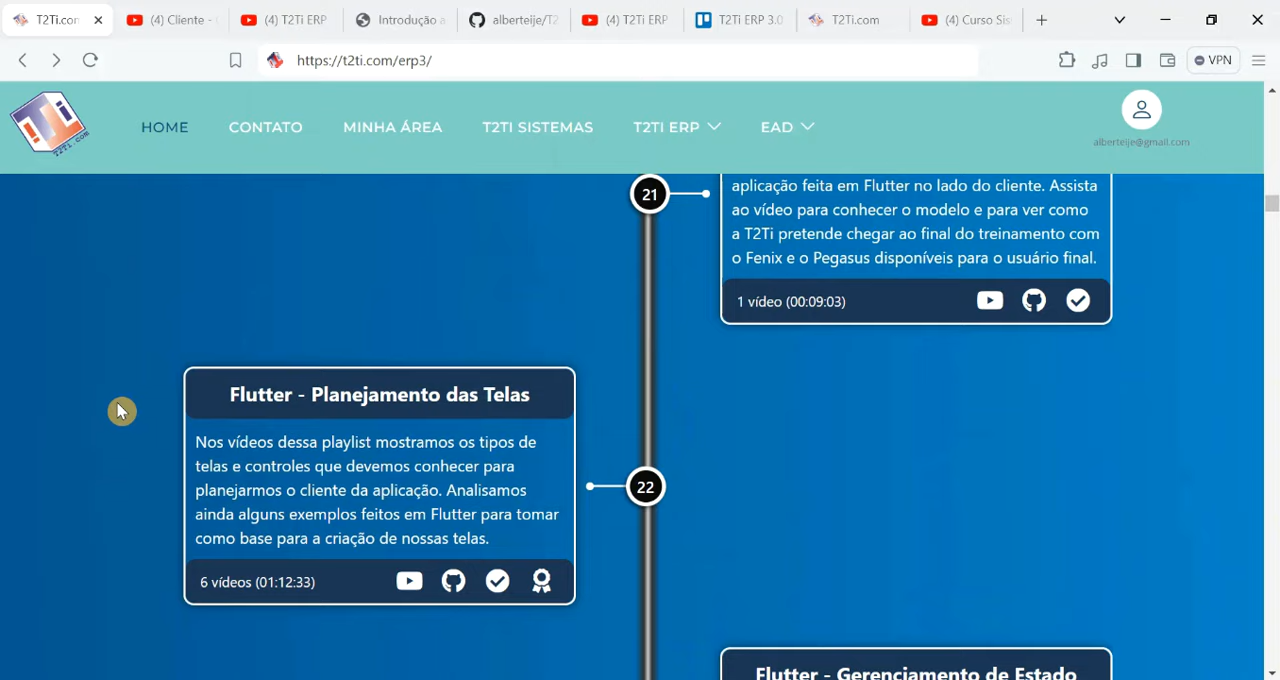 T2Ti.con
(4) Cliente -
(4) T2Ti ERP
Introdução a
alberteije/T2
(4) T2Ti ERP
T2Ti ERP 3.0
T2Ti.com
(4) Curso Sis
https://t2ti.com/erp3/
VPN
T2Ti.com
HOME
CONTATO
MINHA ÁREA
T2TI SISTEMAS
T2TI ERP
EAD
alberteije@gmail.com
21
aplicação feita em Flutter no lado do cliente. Assista
ao vídeo para conhecer o modelo e para ver como
a T2Ti pretende chegar ao final do treinamento com
o Fenix e o Pegasus disponíveis para o usuário final.
1 vídeo (00:09:03)
Flutter - Planejamento das Telas
Nos vídeos dessa playlist mostramos os tipos de
telas e controles que devemos conhecer para
planejarmos o cliente da aplicação. Analisamos
ainda alguns exemplos feitos em Flutter para tomar
como base para a criação de nossas telas.
6 vídeos (01:12:33)
22
Flutter - Gerenciamento de Estado